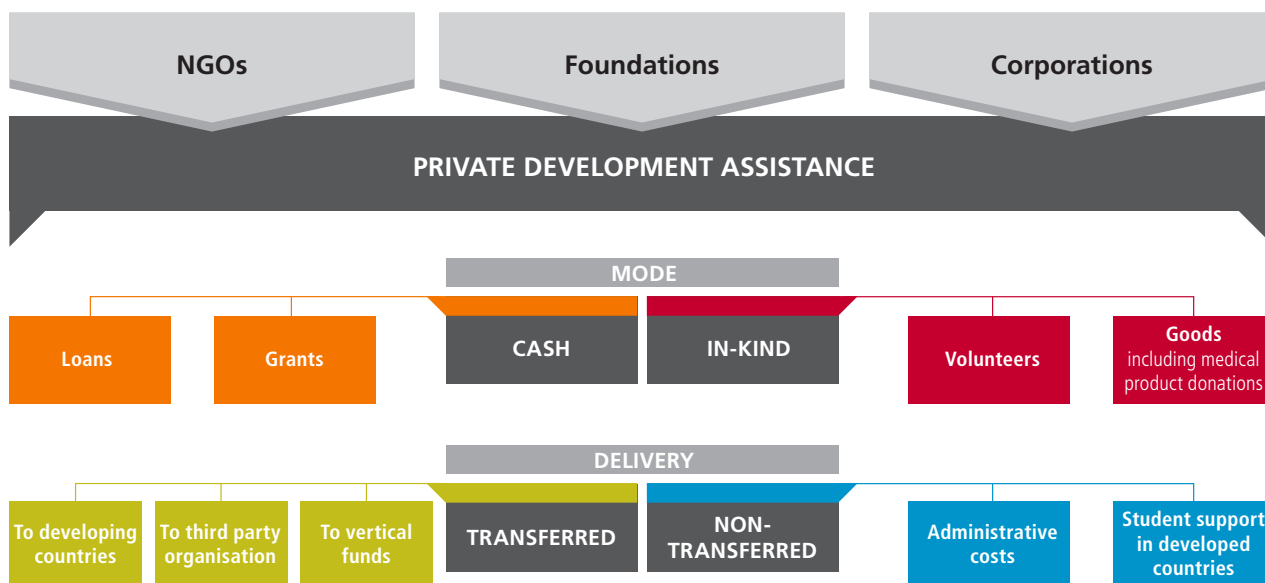 NGOs
Foundations
Corporations
PRIVATE DEVELOPMENT ASSISTANCE
MODE
Loans
Grants
CASH
IN-KIND
Volunteers
Goods
including medical
product donations
DELIVERY
To developing
countries
To third party
organisation
To vertical
funds
TRANSFERRED
NON-
TRANSFERRED
Administrative
costs
Student support
in developed
countries